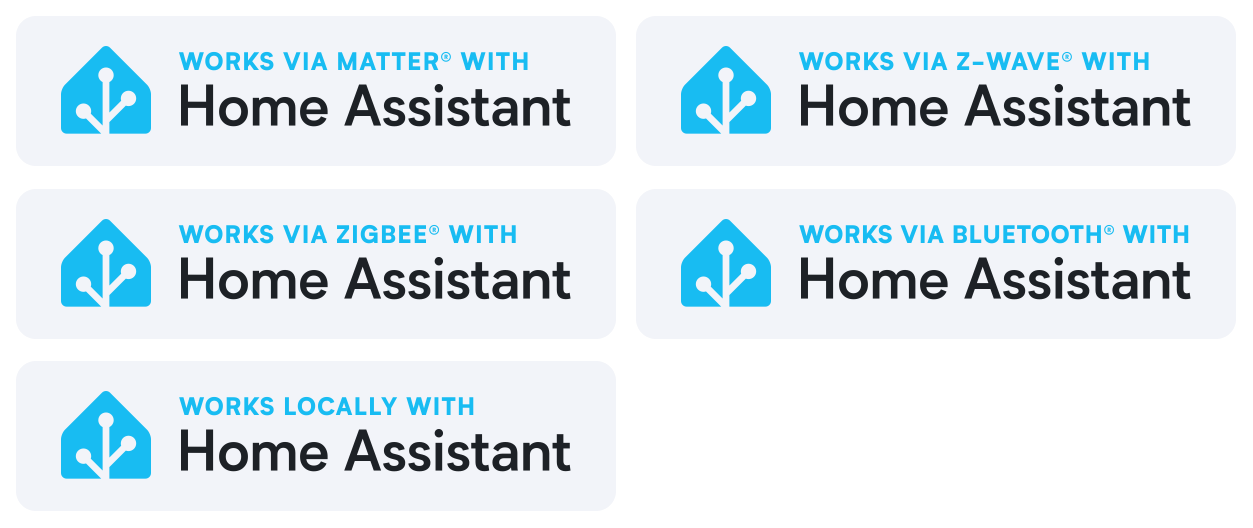 WORKS VIA MATTER® WITH
Home Assistant
WORKS VIA Z-WAVE® WITH
Home Assistant
WORKS VIA ZIGBEE® WITH
Home Assistant
WORKS VIA BLUETOOTH® WITH
Home Assistant
WORKS LOCALLY WITH
Home Assistant